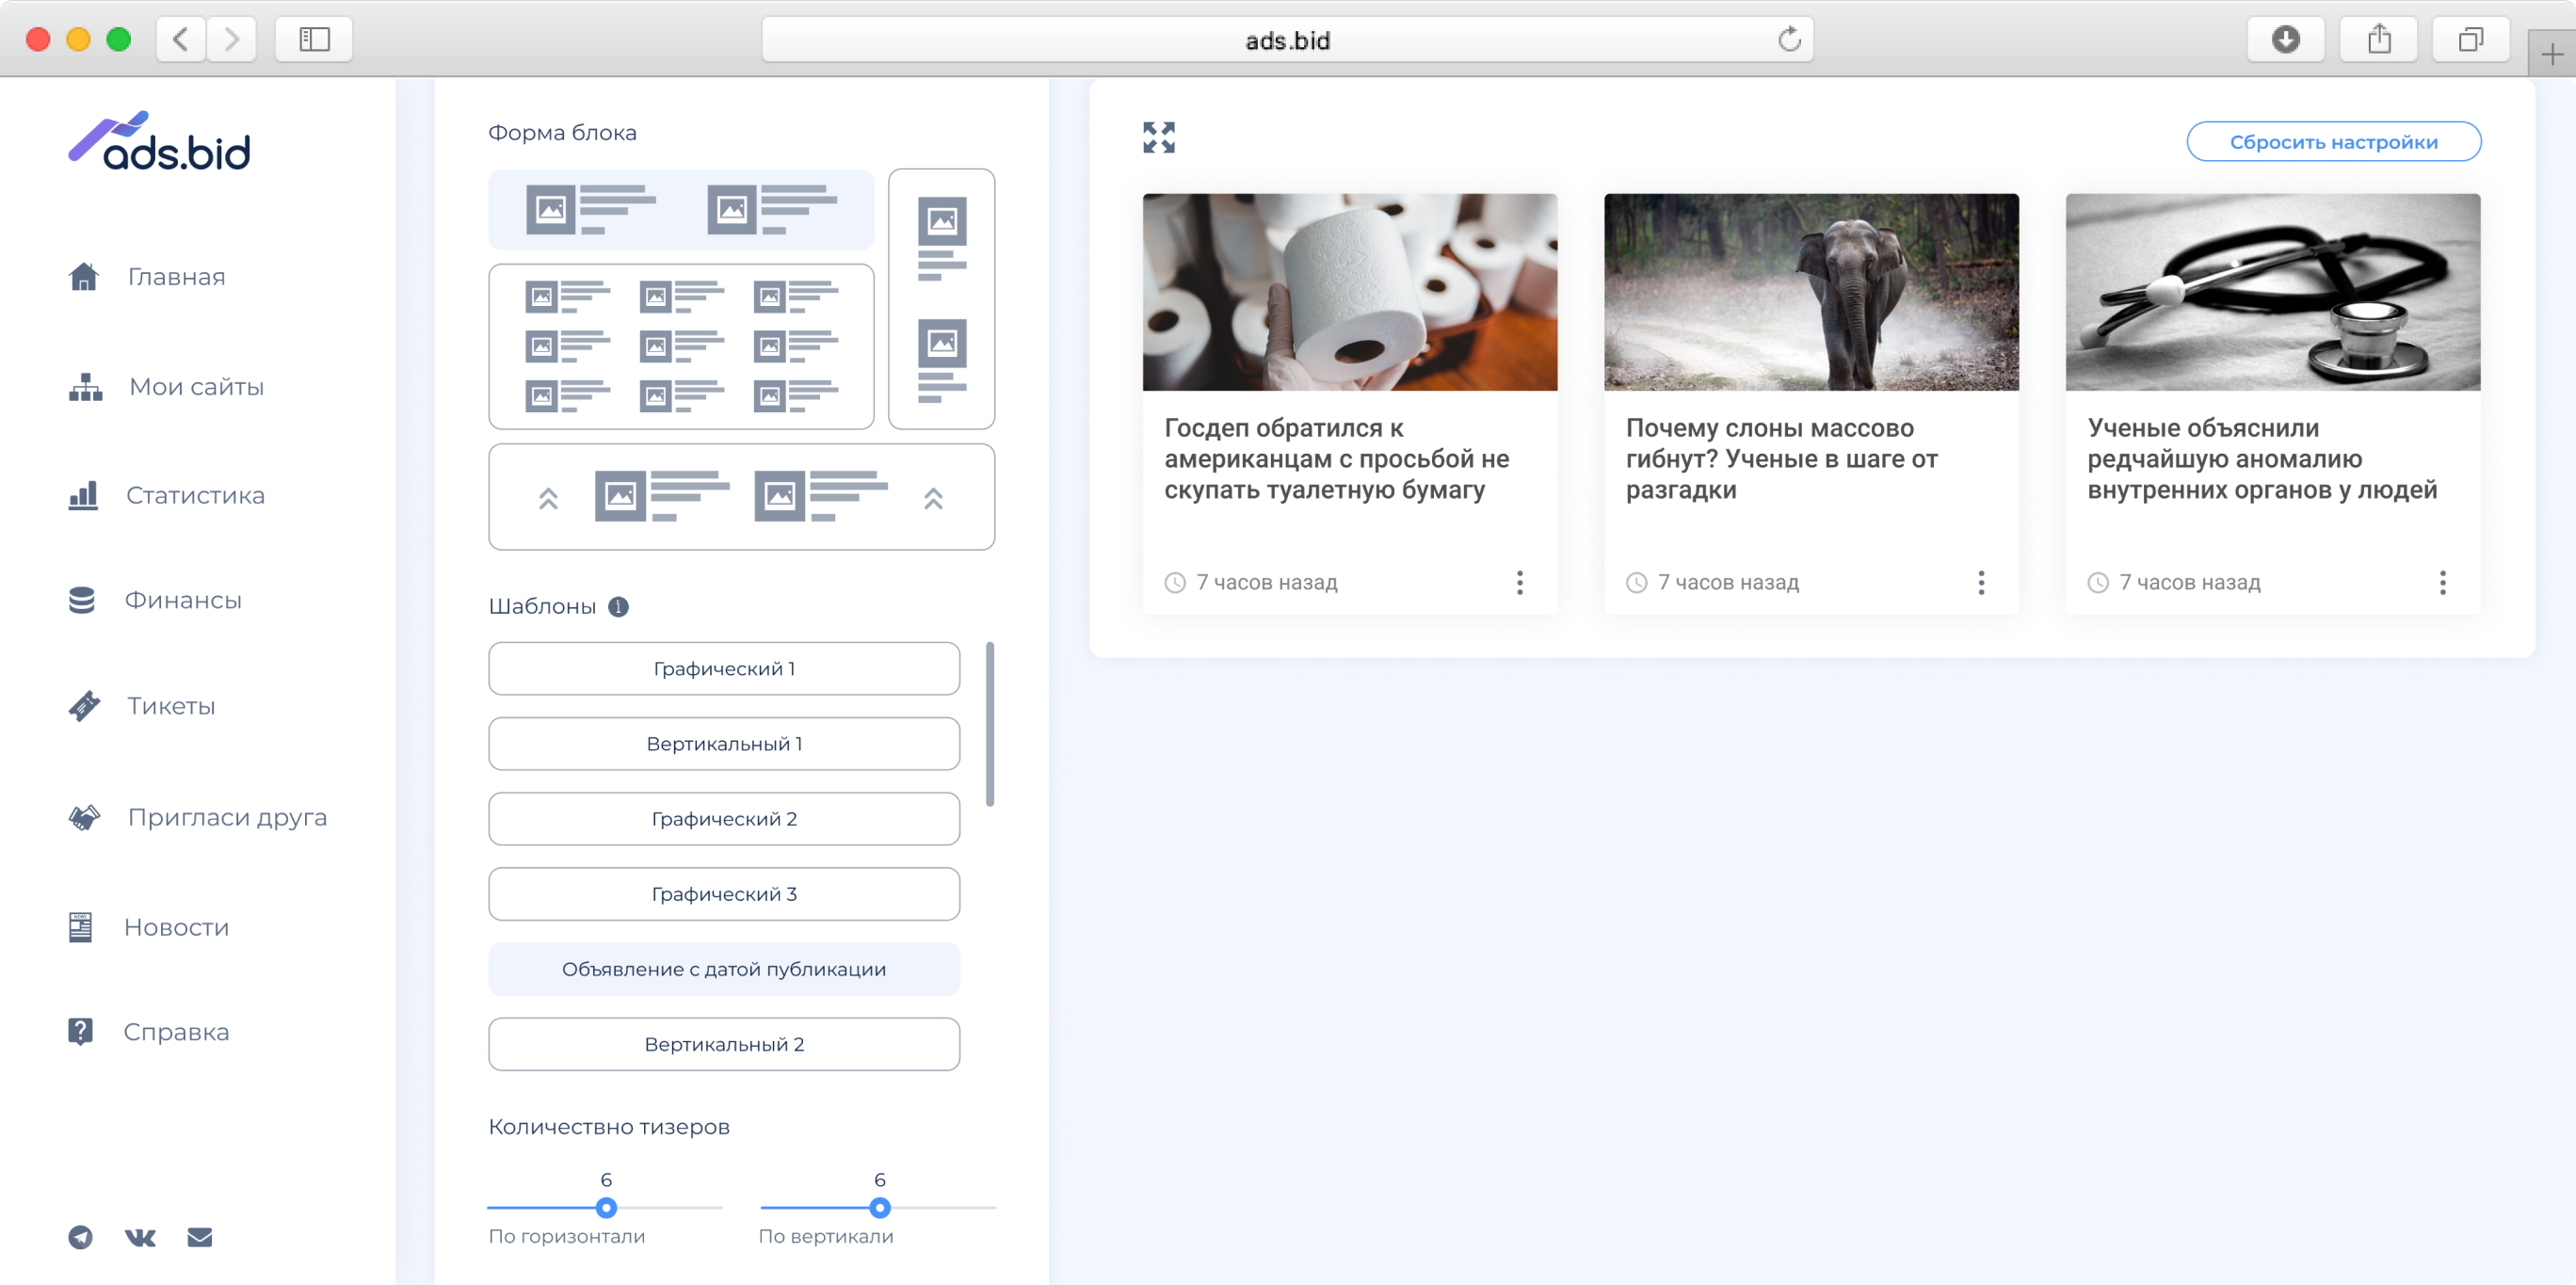 ads.bid
ads.bid
Главная
Мои сайты
Статистика
Финансы
Тикеты
Пригласи друга
Новости
Справка
Форма блока
Шаблоны
Графический 1
Вертикальный 1
Графический 2
Графический 3
Объявление с датой публикации
Вертикальный 2
Количествно тизеров
6
6
По горизонтали
По вертикали
Сбросить настройки
Госдеп обратился к
американцам с просьбой не
скупать туалетную бумагу
7 часов назад
Почему слоны массово
гибнут? Ученые в шаге от
разгадки
7 часов назад
Ученые объяснили
редчайшую аномалию
внутренних органов у людей
7 часов назад